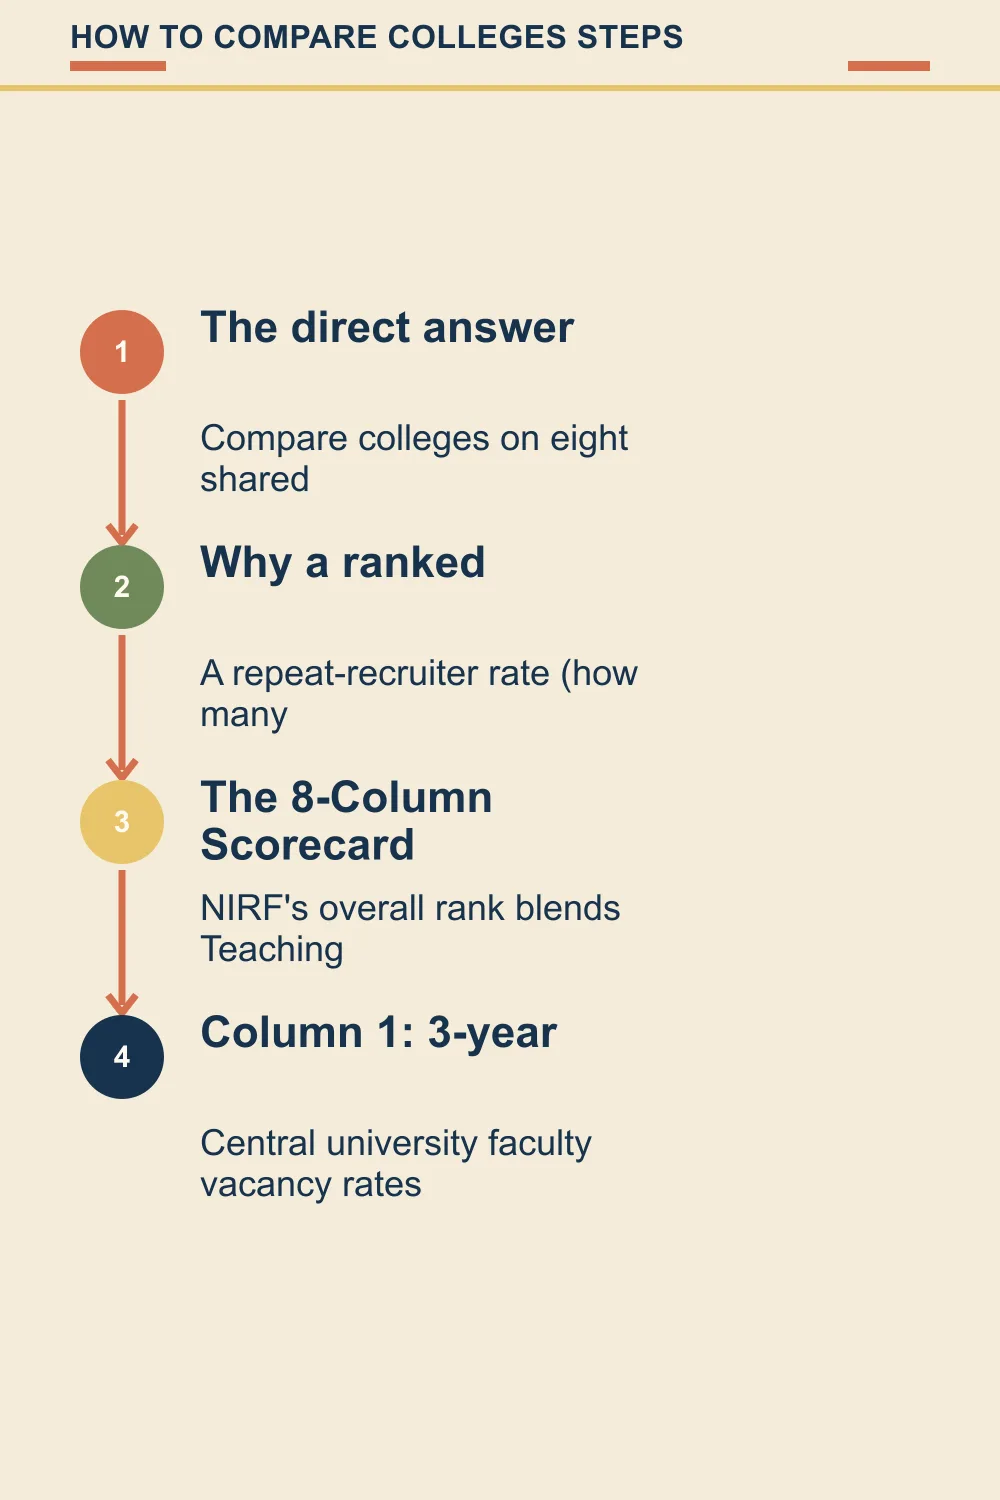 HOW TO COMPARE COLLEGES STEPS
1
The direct answer
Compare colleges on eight
shared
2
Why a ranked
A repeat-recruiter rate (how
many
3
The 8-Column
Scorecard
NIRF's overall rank blends
Teaching
4
Column 1: 3-year
Central university faculty
vacancy rates